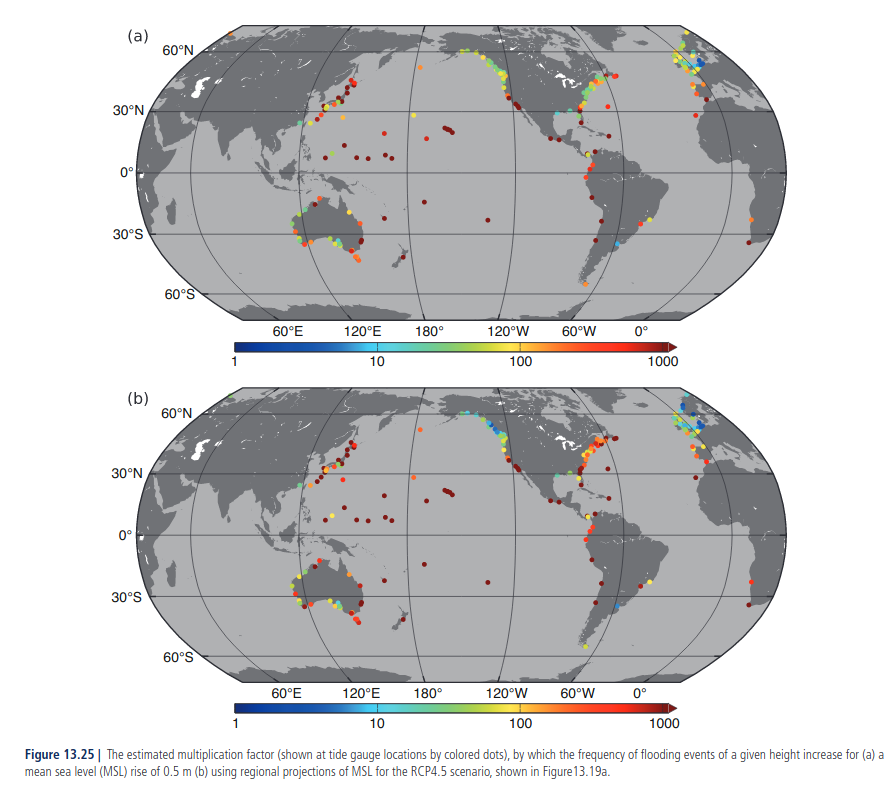 (a)
60°N
30°N
0°
30°S
60°S
60°E 120°E 180° 120°W 60°W 0°
1 10 100 1000
(b)
60°N
30°N
0°
30°S
60°S
60°E 120°E 180° 120°W 60°W 0°
1 10 100 1000
Figure 13.25 | The estimated multiplication factor (shown at tide gauge locations by colored dots), by which the frequency of flooding events of a given height increase for (a) a
mean sea level (MSL) rise of 0.5 m (b) using regional projections of MSL for the RCP4.5 scenario, shown in Figure13.19a.